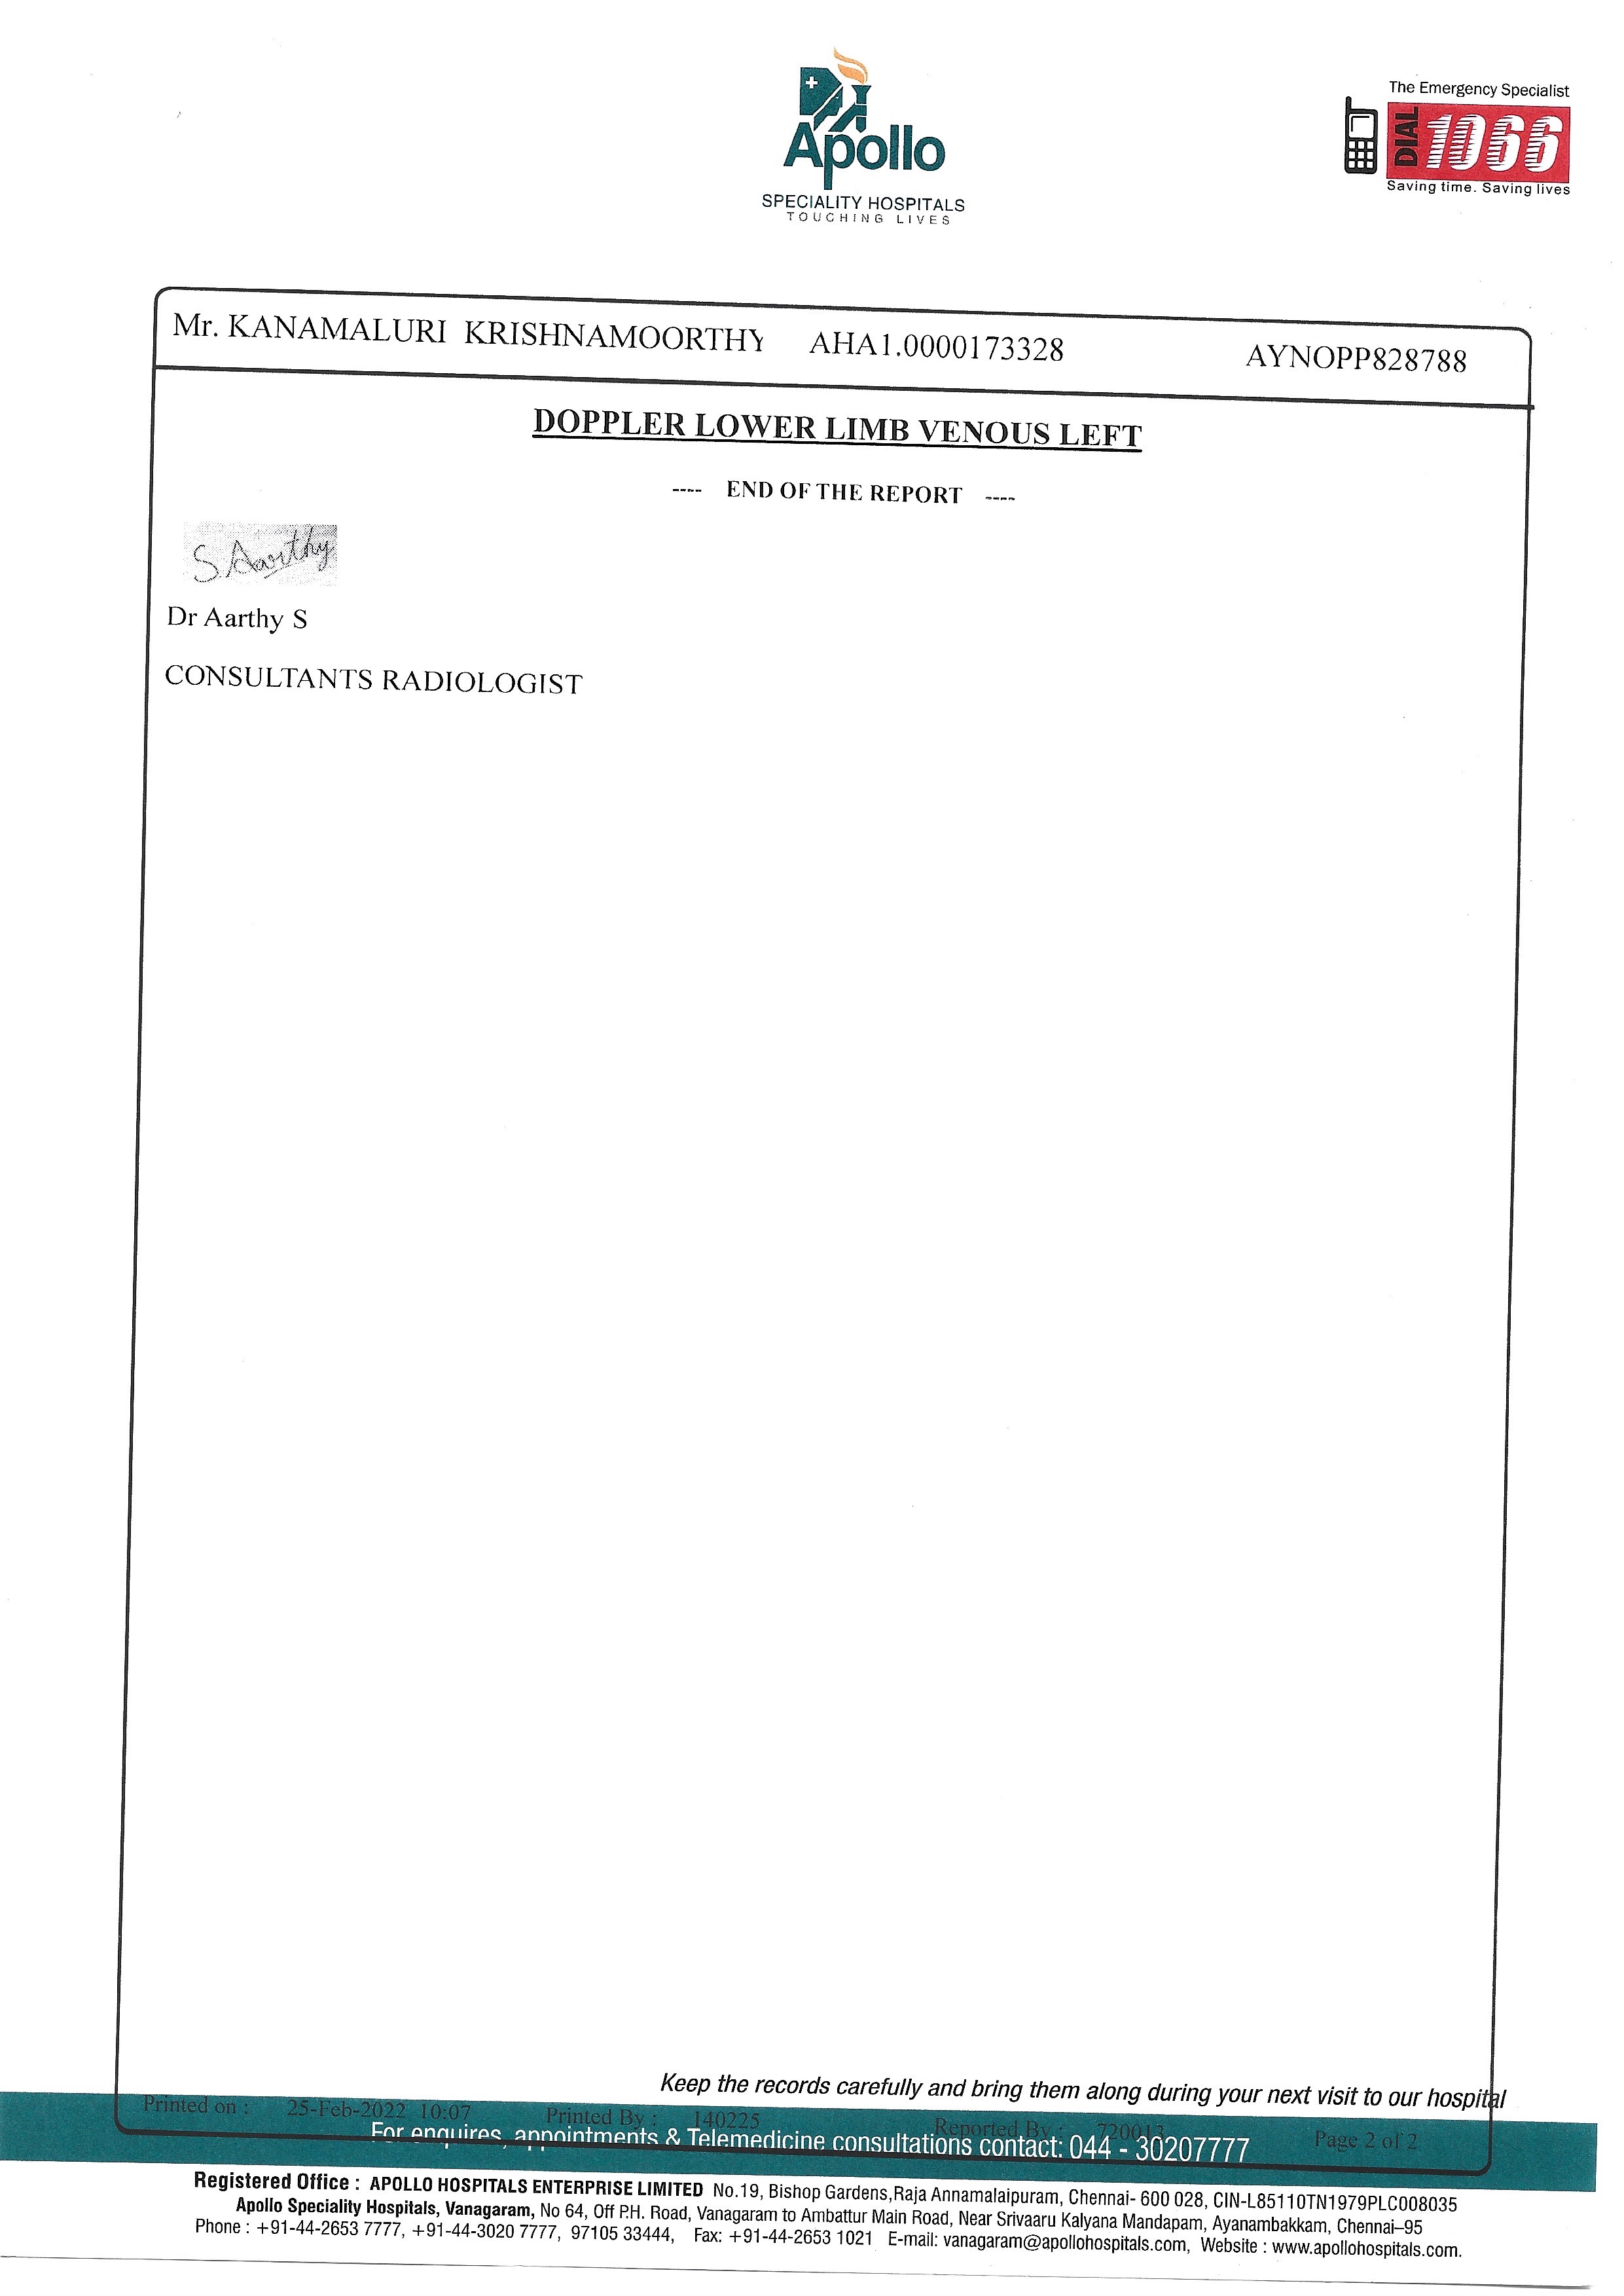 Apollo
SPECIALITY HOSPITALS
TOUCHING LIVES
The Emergency Specialist
DIAL 1066
Saving time. Saving lives
Mr. KANAMALURI KRISHNAMOORTHY AHA1.0000173328 AYNOPP828788
DOPPLER LOWER LIMB VENOUS LEFT
---- END OF THE REPORT ----
S. Aarthy
Dr Aarthy S
CONSULTANTS RADIOLOGIST
Keep the records carefully and bring them along during your next visit to our hospital
Printed on : 25-Feb-2022 10:07 Printed By : 140225 Reported By : 720013 Page 2 of 2
For enquires, appointments & Telemedicine consultations contact: 044 - 30207777
Registered Office : APOLLO HOSPITALS ENTERPRISE LIMITED No.19, Bishop Gardens,Raja Annamalaipuram, Chennai- 600 028, CIN-L85110TN1979PLC008035
Apollo Speciality Hospitals, Vanagaram, No 64, Off P.H. Road, Vanagaram to Ambattur Main Road, Near Srivaaru Kalyana Mandapam, Ayanambakkam, Chennai–95
Phone : +91-44-2653 7777, +91-44-3020 7777, 97105 33444, Fax: +91-44-2653 1021 E-mail: vanagaram@apollohospitals.com, Website : www.apollohospitals.com.